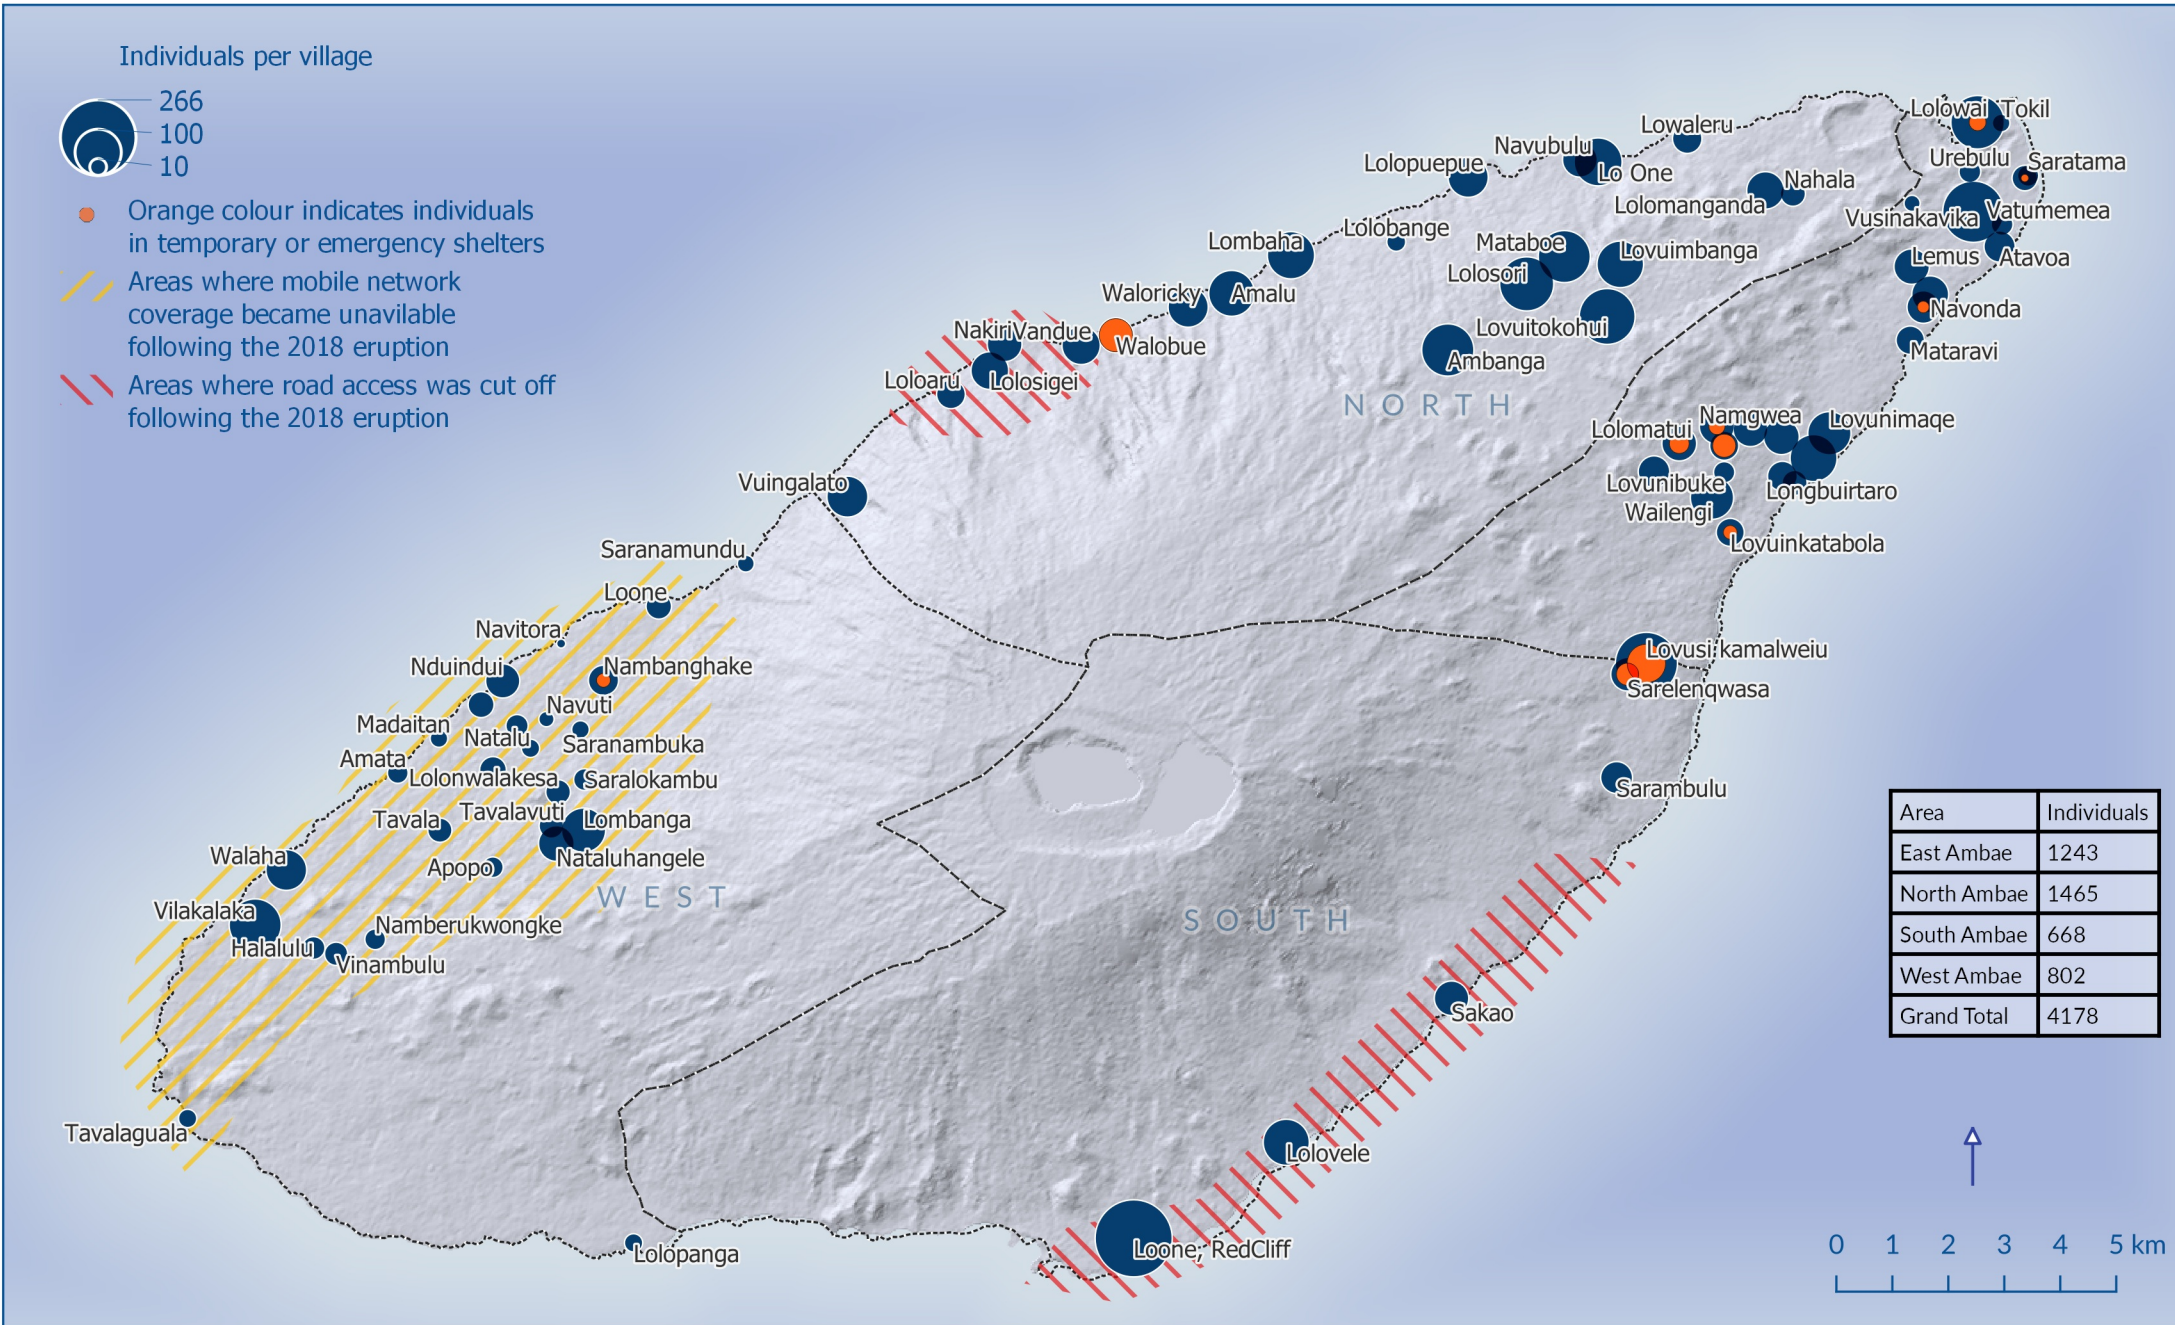 Individuals per village
266
100
10
Orange colour indicates individuals
in temporary or emergency shelters
Areas where mobile network
coverage became unavilable
following the 2018 eruption
Areas where road access was cut off
following the 2018 eruption
Lolowai
Tokil
Lowaleru
Navubulu
Urebulu
Saratama
Lolopuepue
Lo One
Nahala
Lolomanganda
Vusinakavika
Vatumemea
Lolobange
Lombaha
Mataboe
Lovuimbanga
Lemus
Atavoa
Lolosori
Waloricky
Amalu
Navonda
Nakiri
Vandue
Lovuitokohui
Walobue
Mataravi
Ambanga
Loloaru
Lolosigei
NORTH
Namgwea
Lovunimaqe
Lolomatui
Vuingalato
Lovunibuke
Longbuirtaro
Wailengi
Lovuinkatabola
Saranamundu
Loone
Navitora
Lovusi:kamalweiu
Nduindui
Nambanghake
Sarelenqwasa
Navuti
Madaitan
Natalu
Saranambuka
Amata
Lolonwalakesa
Saralokambu
Sarambulu
Tavalavuti
Tavala
Lombanga
Walaha
Apopo
Nataluhangele
WEST
Vilakalaka
SOUTH
Namberukwongke
Halalulu
Vinambulu
Sakao
Tavalaguala
Lolovele
Loone; RedCliff
Lolopanga
Area Individuals
East Ambae 1243
North Ambae 1465
South Ambae 668
West Ambae 802
Grand Total 4178
0 1 2 3 4 5 km